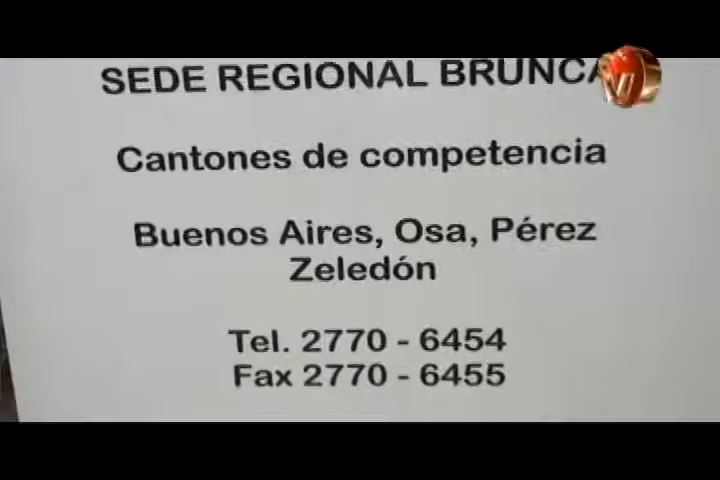 SEDE REGIONAL BRUNCA
Cantones de competencia
Buenos Aires, Osa, Pérez
Zeledón
Tel. 2770 - 6454
Fax 2770 - 6455